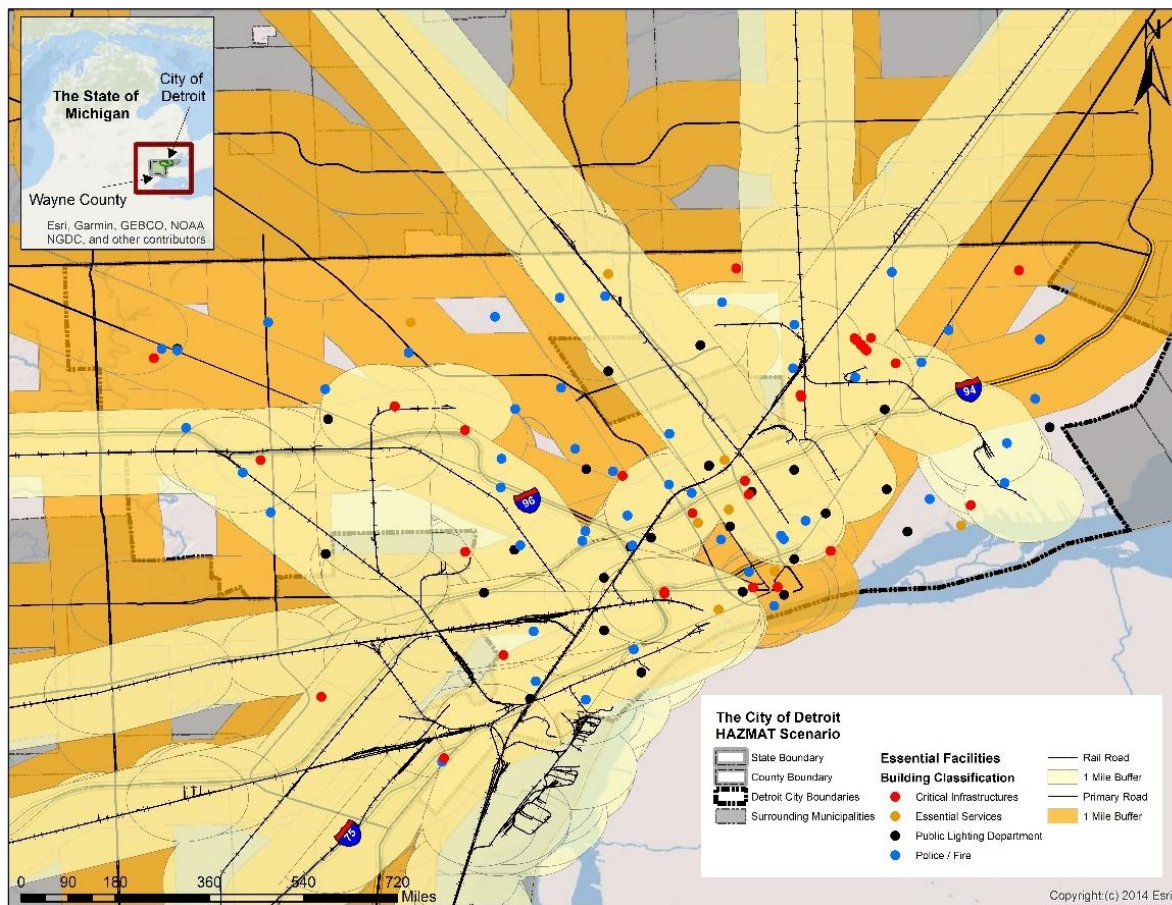 City of
Detroit
The State of
Michigan
Wayne County
Esri, Garmin, GEBCO, NOAA
NGDC, and other contributors
N
94
96
75
The City of Detroit
HAZMAT Scenario
State Boundary
County Boundary
Detroit City Boundaries
Surrounding Municipalities
Essential Facilities
Building Classification
Critical Infrastructures
Essential Services
Public Lighting Department
Police / Fire
Rail Road
1 Mile Buffer
Primary Road
1 Mile Buffer
0 90 180 360 540 720
Miles
Copyright:(c) 2014 Esri